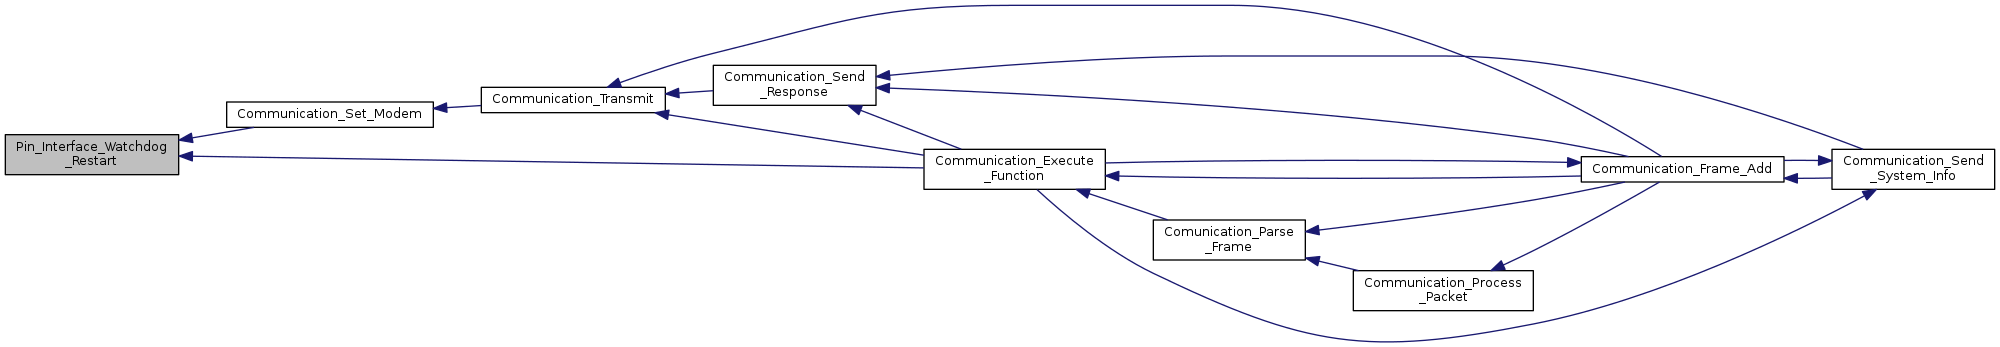 Pin_Interface_Watchdog
_Restart
Communication_Set_Modem
Communication_Transmit
Communication_Send
_Response
Communication_Execute
_Function
Comunication_Parse
_Frame
Communication_Process
_Packet
Communication_Frame_Add
Communication_Send
_System_Info